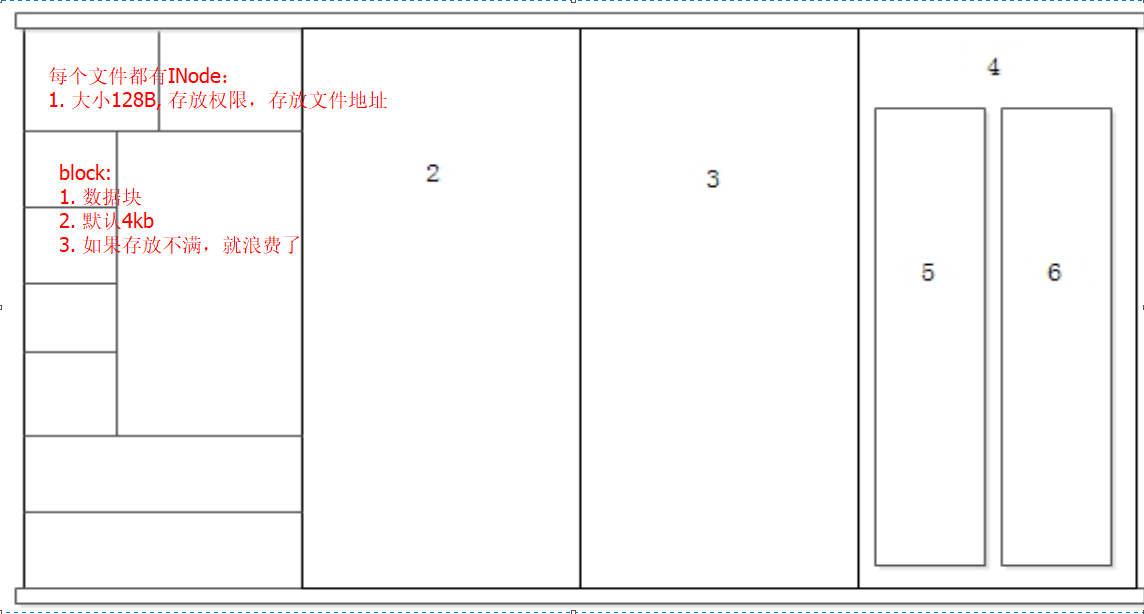 每个文件都有INode：
1. 大小128B, 存放权限，存放文件地址
block:
1. 数据块
2. 默认4kb
3. 如果存放不满，就浪费了
2
3
4
5
6